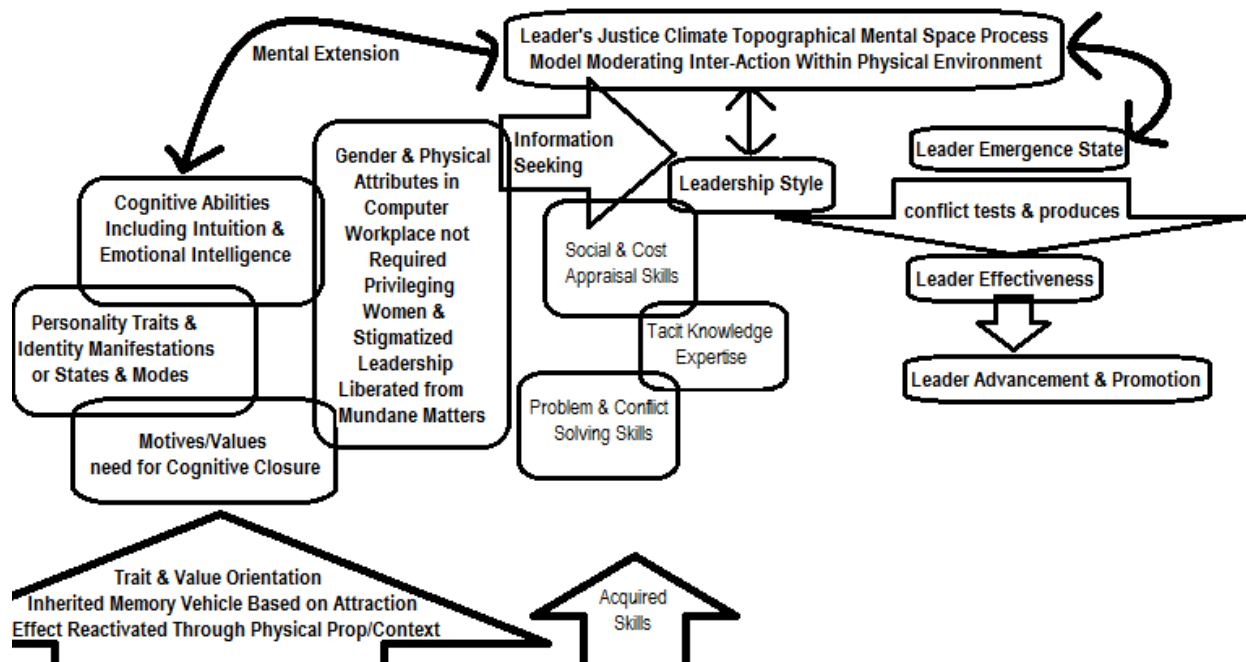 Leader's Justice Climate Topographical Mental Space Process
Model Moderating Inter-Action Within Physical Environment
Mental Extension
Cognitive Abilities
Including Intuition &
Emotional Intelligence
Personality Traits &
Identity Manifestations
or States & Modes
Motives/Values
need for Cognitive Closure
Gender & Physical
Attributes in
Computer
Workplace not
Required
Privileging
Women &
Stigmatized
Leadership
Liberated from
Mundane Matters
Information
Seeking
Leadership Style
Social & Cost
Appraisal Skills
Tacit Knowledge
Expertise
Problem & Conflict
Solving Skills
Leader Emergence State
conflict tests & produces
Leader Effectiveness
Leader Advancement & Promotion
Trait & Value Orientation
Inherited Memory Vehicle Based on Attraction
Effect Reactivated Through Physical Prop/Context
Acquired
Skills